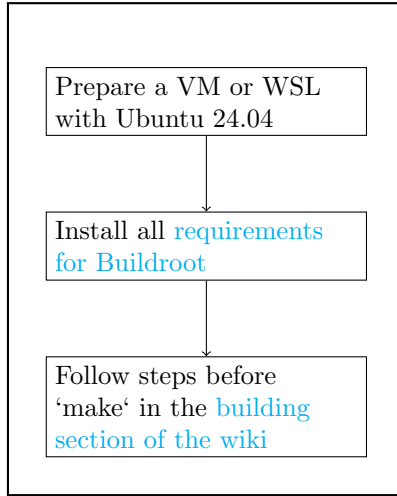 Prepare a VM or WSL
with Ubuntu 24.04
Install all requirements
for Buildroot
Follow steps before
‘make‘ in the building
section of the wiki